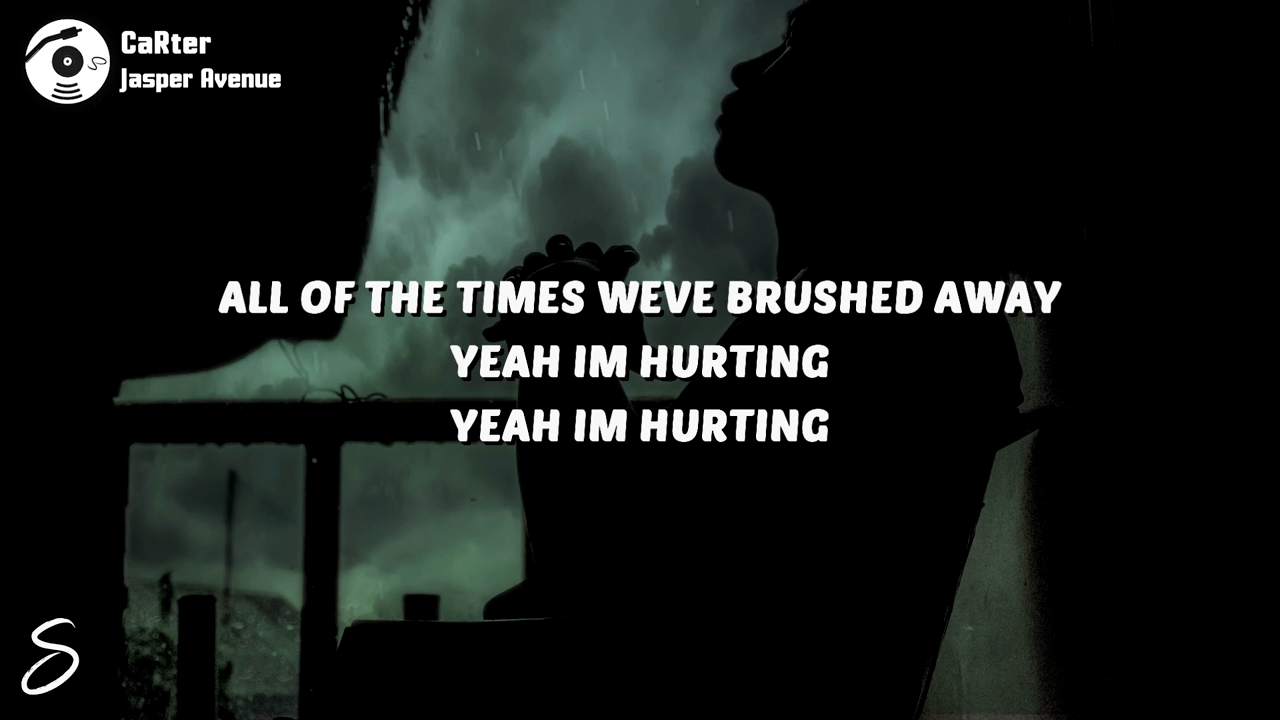 CaRter
Jasper Avenue
ALL OF THE TIMES WEVE BRUSHED AWAY
YEAH IM HURTING
YEAH IM HURTING
S